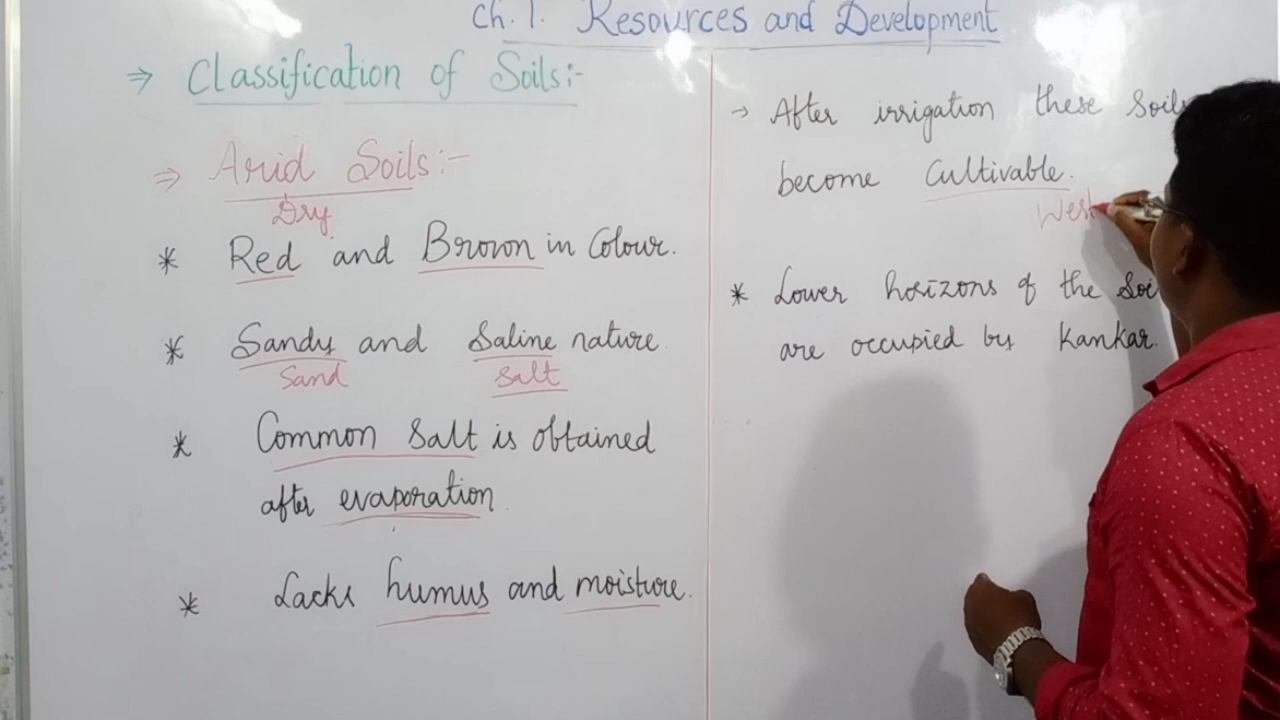 Ch. 1. Resources and Development
⇒ Classification of Soils:-
⇒ Arid Soils:-
Dry
* Red and Brown in Colour.
* Sandy and Saline nature.
Sand Salt
* Common Salt is obtained
after evaporation.
* Lacks humus and moisture.
→ After irrigation these Soils
become Cultivable.
West
* Lower horizons of the Soi
are occupied by Kankar.